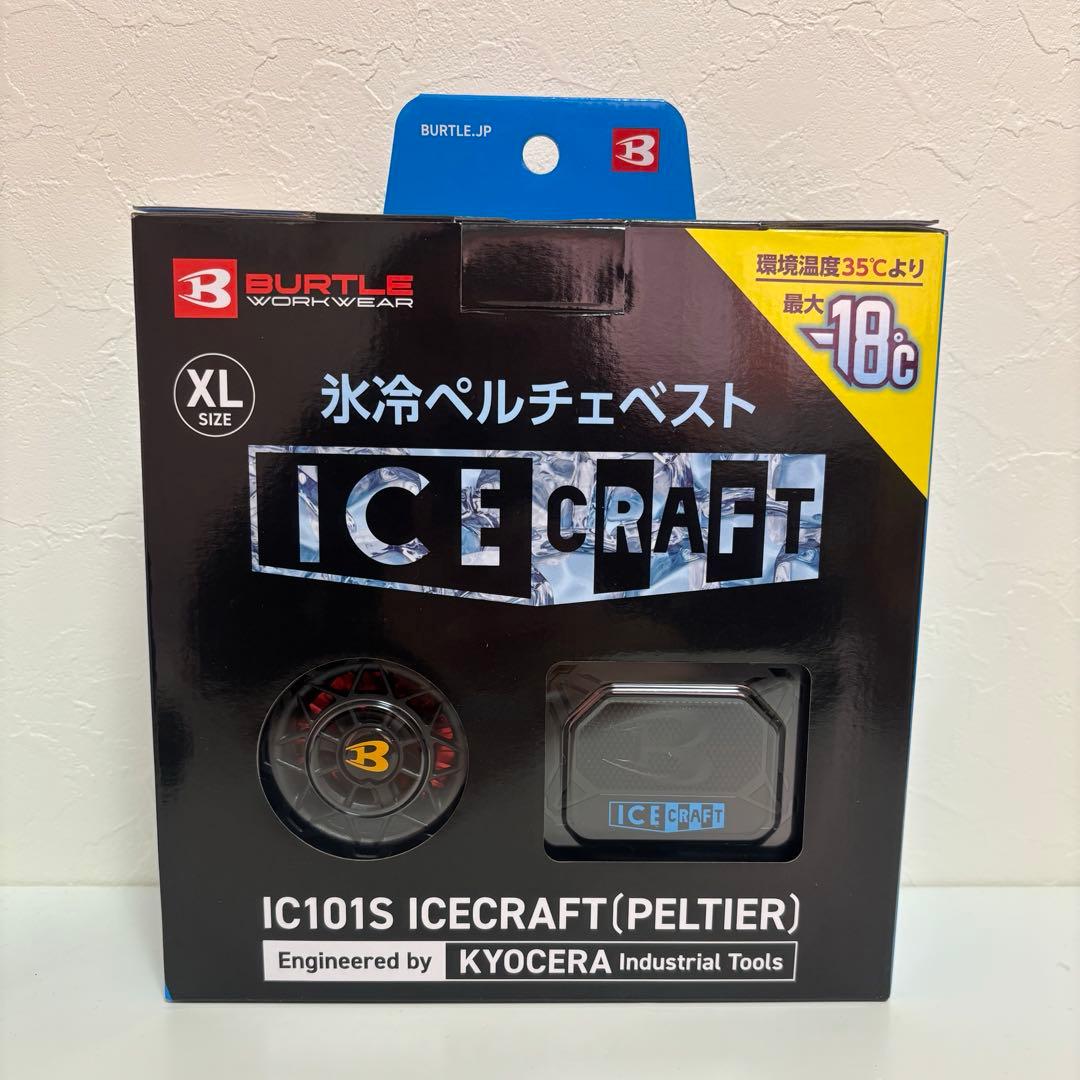 BURTLE.JP
B
環境温度35℃より
最大
-18℃
B BURTLE
WORKWEAR
XL
SIZE
氷冷ペルチェベスト
ICE CRAFT
B
ICE CRAFT
IC101S ICECRAFT(PELTIER)
Engineered by KYOCERA Industrial Tools